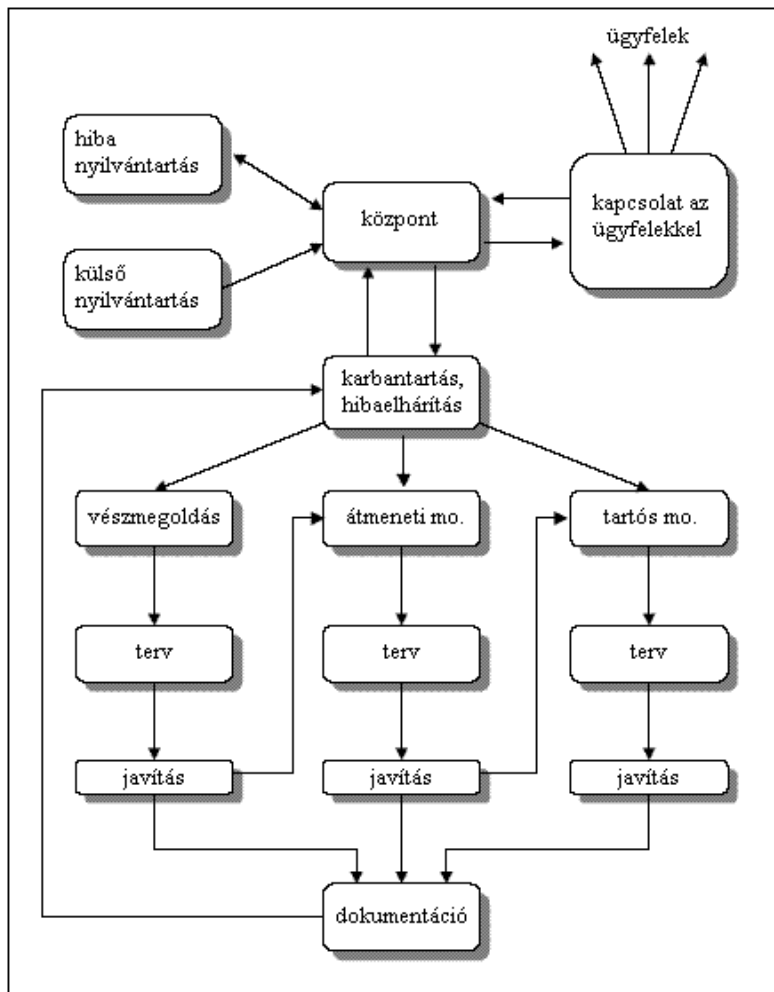 ügyfelek
hiba
nyilvántartás
központ
kapcsolat az
ügyfelekkel
külső
nyilvántartás
karbantartás,
hibaelhárítás
vészmegoldás
átmeneti mo.
tartós mo.
terv
terv
terv
javítás
javítás
javítás
dokumentáció